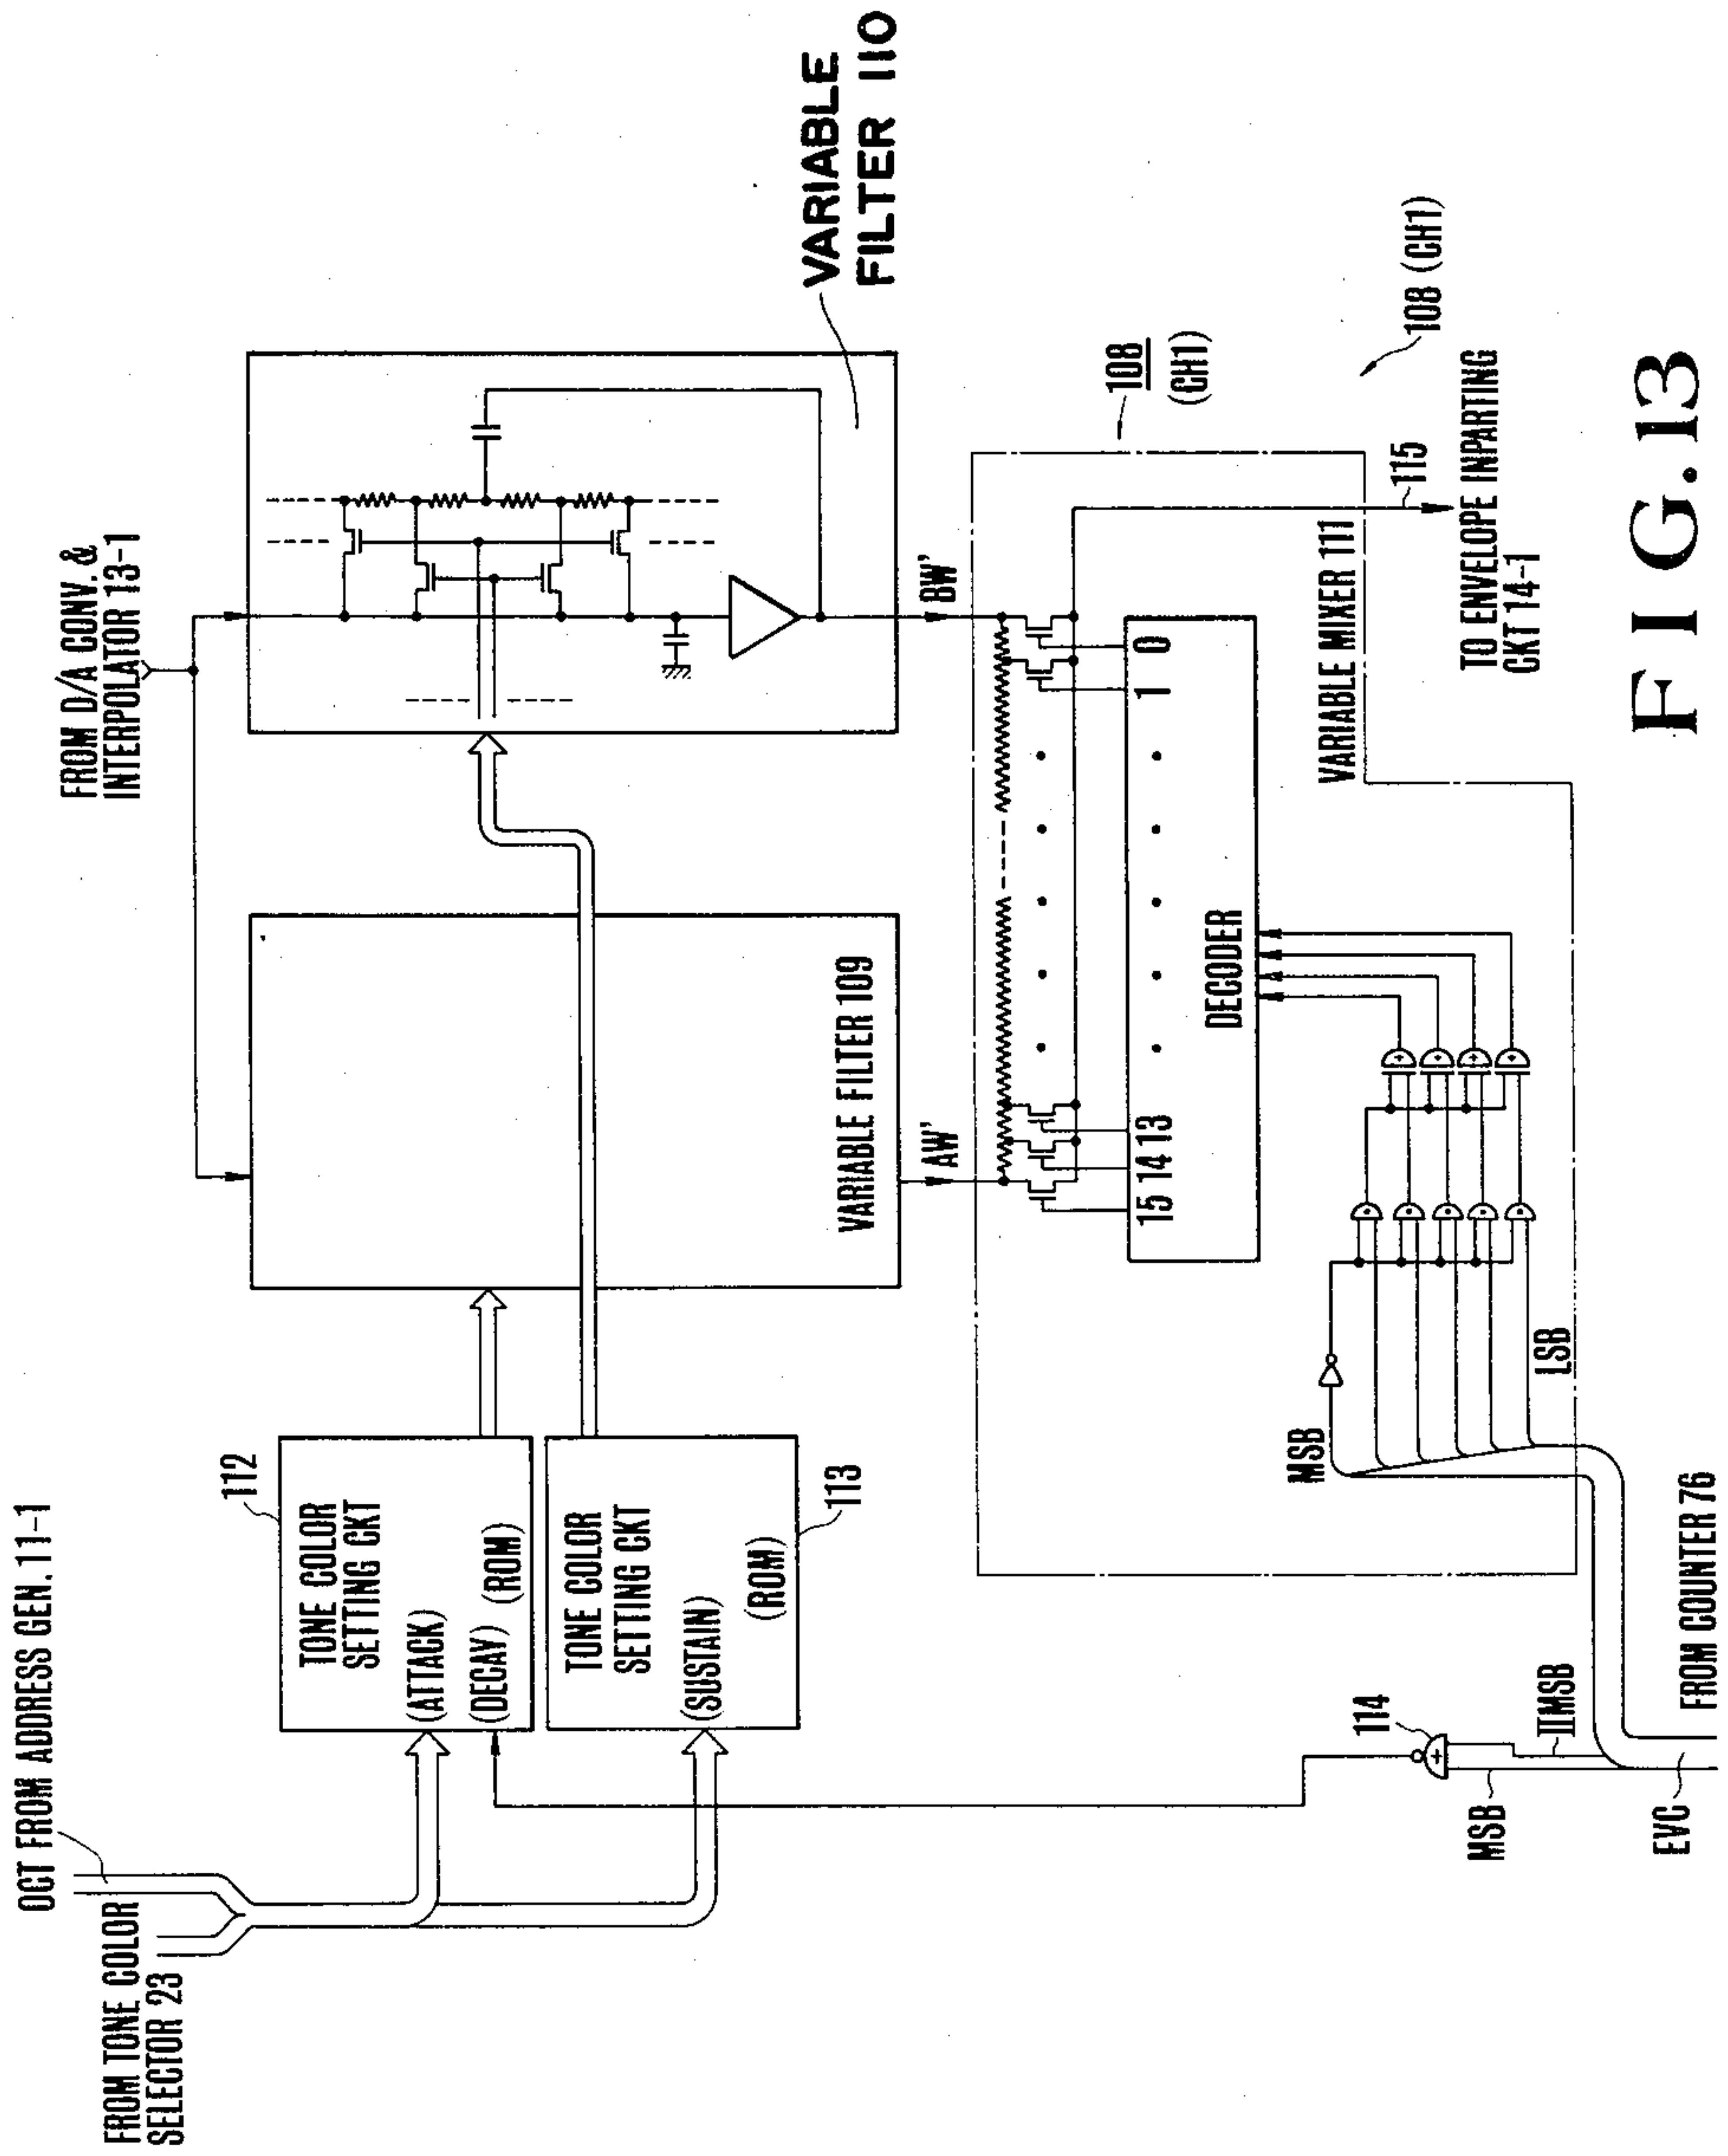 OCT FROM ADDRESS GEN. 11-1
FROM TONE COLOR
SELECTOR 23
FROM D/A CONV. &
INTERPOLATOR 13-1
112
TONE COLOR
SETTING CKT
(ATTACK)
(DECAV)
(ROM)
TONE COLOR
SETTING CKT
(SUSTAIN)
(ROM)
113
VARIABLE FILTER 109
VARIABLE
FILTER 110
AW'
BW'
108
(CH1)
15 14 13
1
0
DECODER
VARIABLE MIXER 111
115
TO ENVELOPE INPARTING
CKT 14-1
108 (CH1)
MSB
LSB
114
MSB
IIMSB
EVC
FROM COUNTER 76
FIG.13